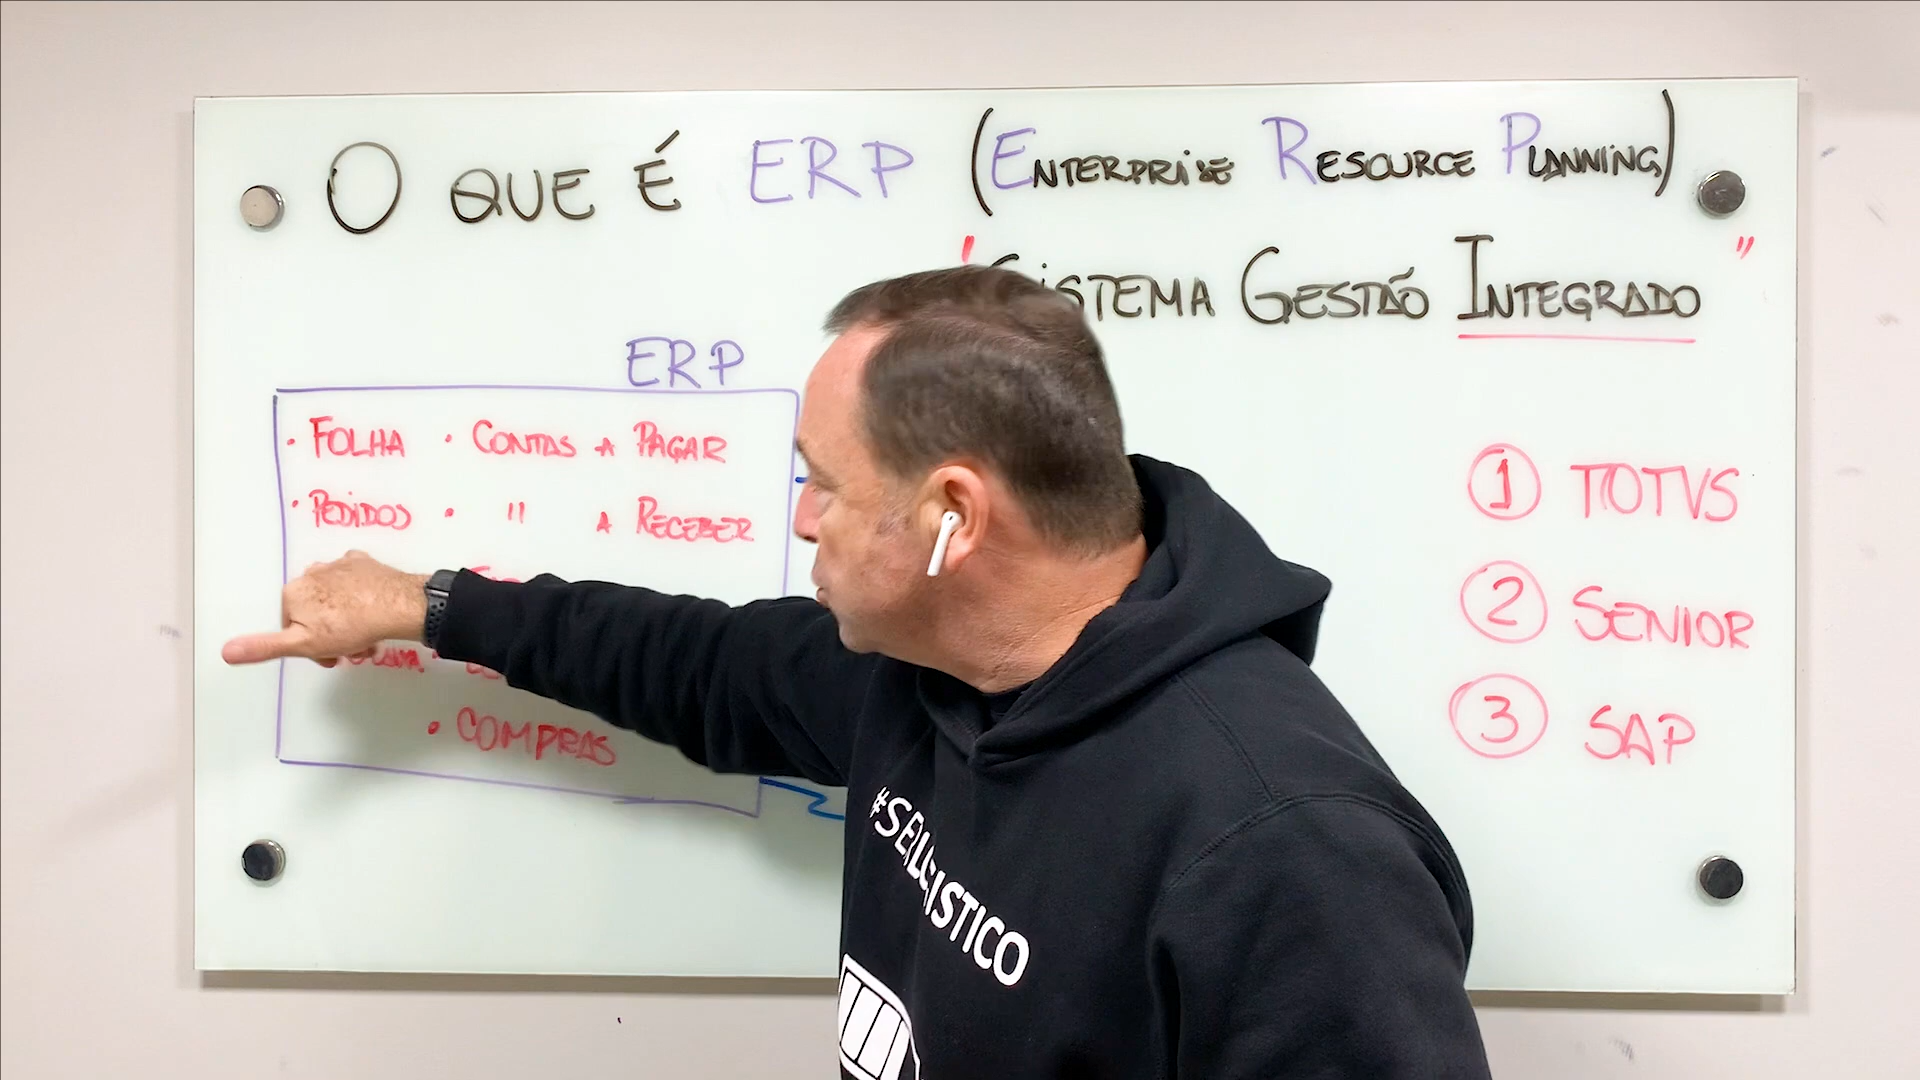 O QUE É ERP (ENTERPRISE RESOURCE PLANNING)
"SISTEMA GESTÃO INTEGRADO"
ERP
• FOLHA • CONTAS A PAGAR
• PEDIDOS • " A RECEBER
• COMPRAS
1 TOTVS
2 SENIOR
3 SAP
#SERLOGISTICO